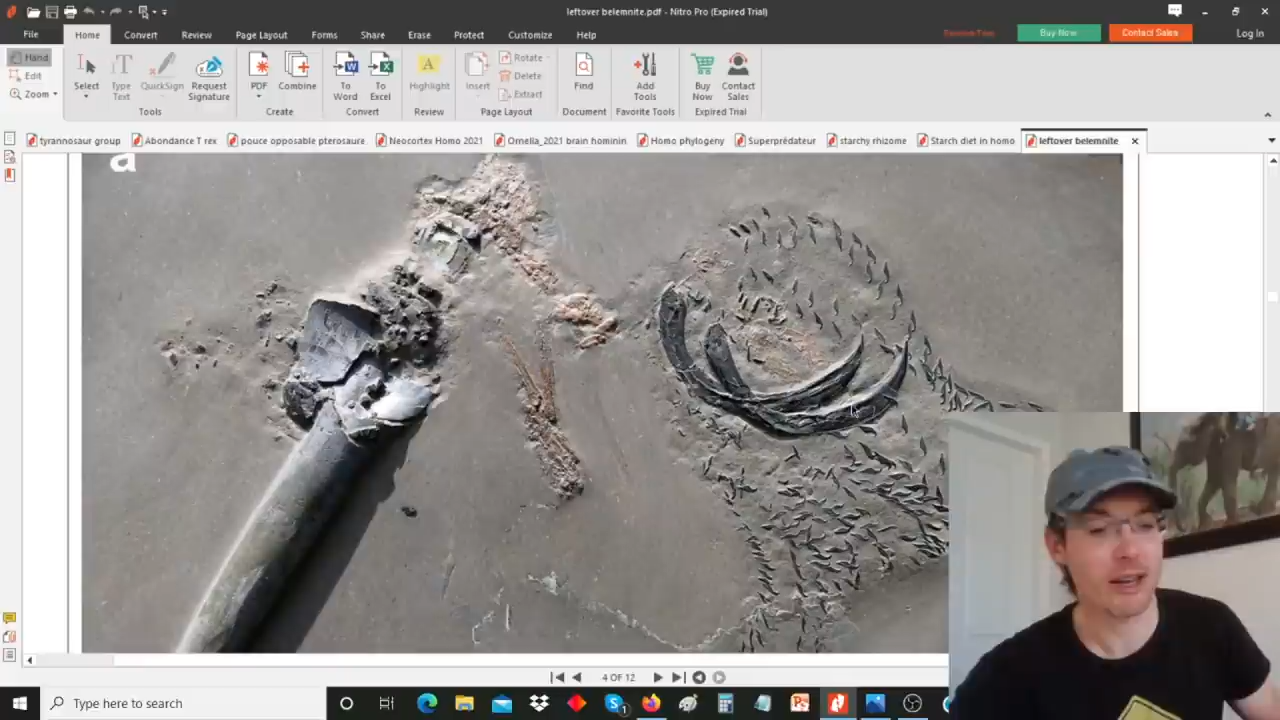 leftover belemnite.pdf - Nitro Pro (Expired Trial)
File Home Convert Review Page Layout Forms Share Erase Protect Customize Help Buy Now Contact Sales Log In
Hand
Edit
Zoom
Select
Type Text
QuickSign
Request Signature
Tools
PDF
Combine
Create
To Word
To Excel
Convert
Highlight
Review
Insert
Rotate
Delete
Extract
Page Layout
Find
Document
Add Tools
Favorite Tools
Buy Now
Contact Sales
Expired Trial
tyrannosaur group Abondance T rex pouce opposable pterosaure Neocortex Homo 2021 Ornella_2021 brain hominin Homo phylogeny Superprédateur starchy rhizome Starch diet in homo leftover belemnite
a
4 OF 12
Type here to search